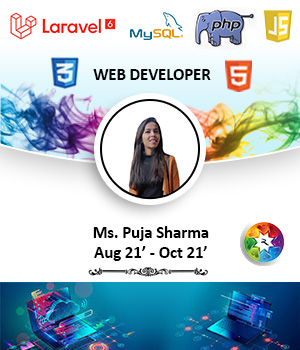 Laravel 6
MySQL
php
JS
3
WEB DEVELOPER
5
Ms. Puja Sharma
Aug 21’ - Oct 21’